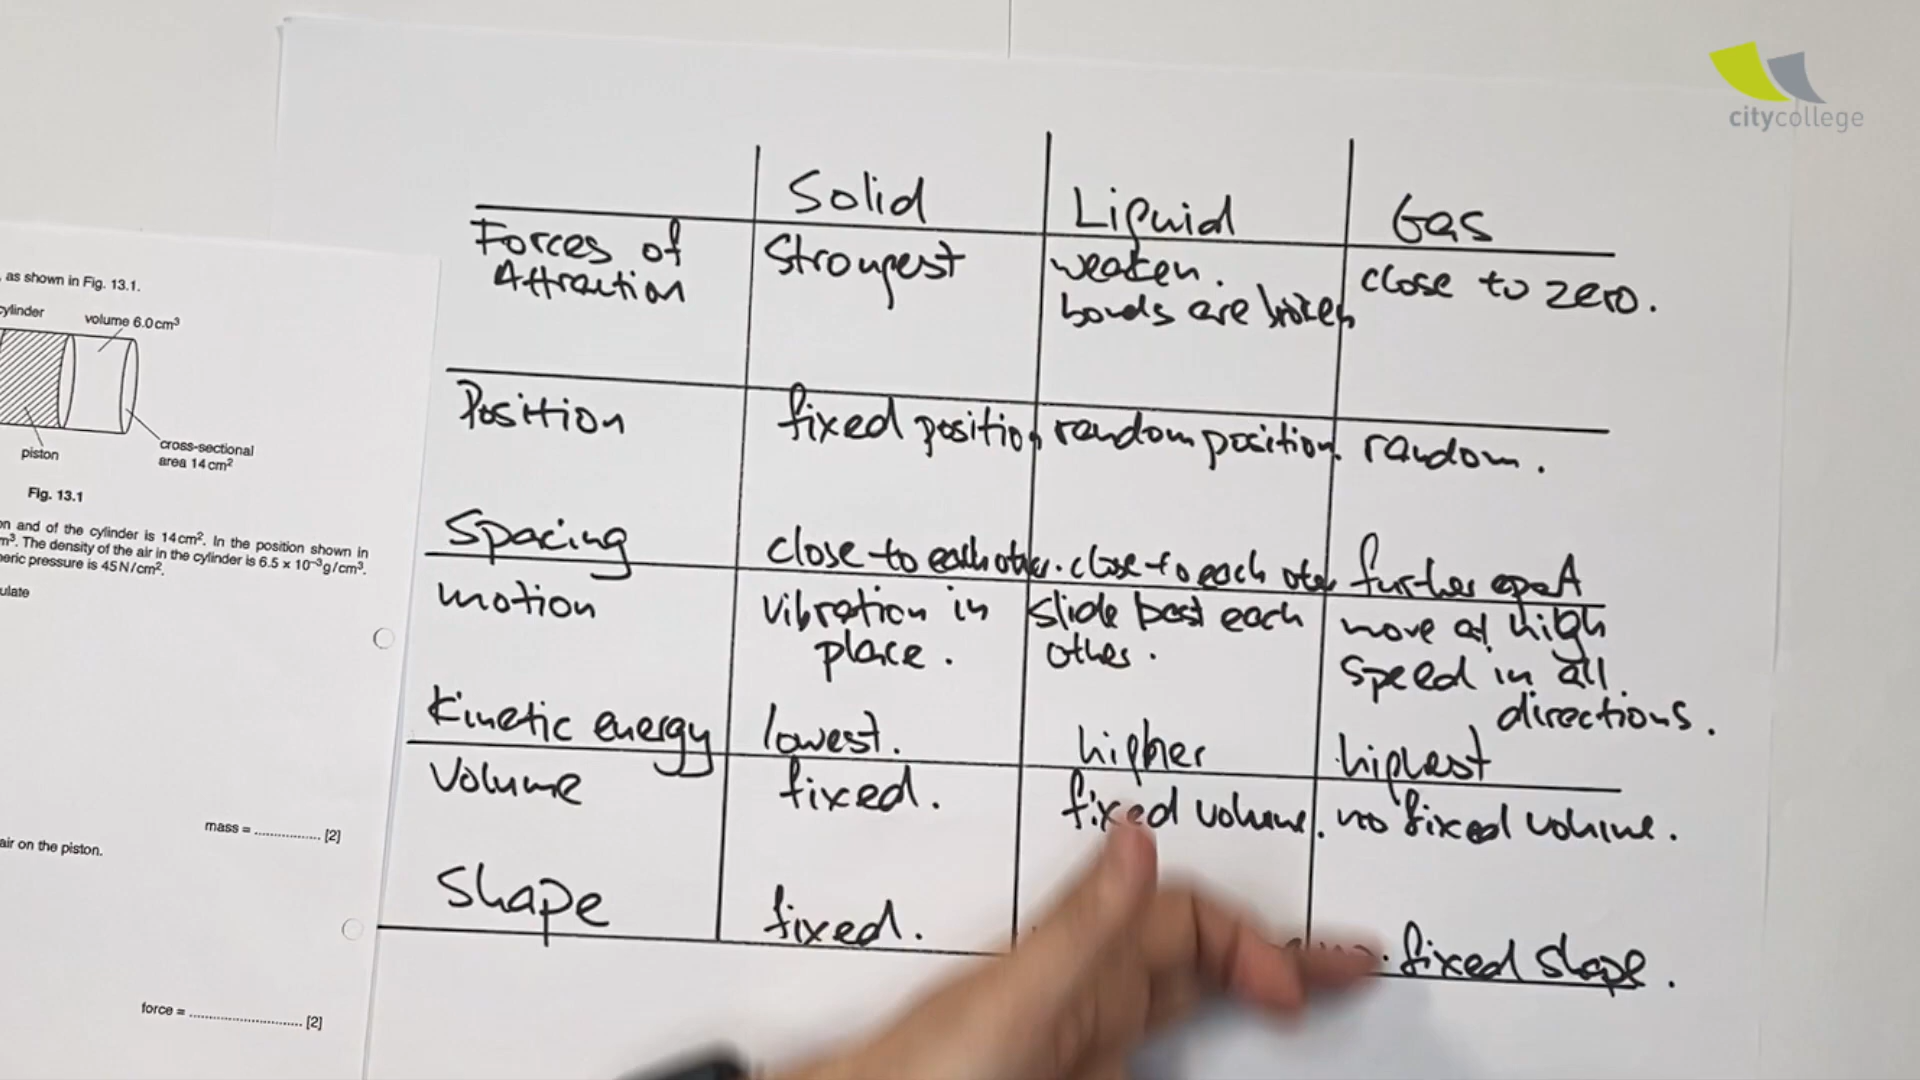 citycollege
Solid Liquid Gas
Forces of Attraction Strongest weaken. bonds are broken close to zero.
Position fixed position random position. random.
Spacing close to each other. close to each other further apart
motion vibration in place. slide past each other. move at high speed in all directions.
Kinetic energy lowest. higher highest
Volume fixed. fixed volume. no fixed volume.
Shape fixed. fixed shape.
, as shown in Fig. 13.1.
cylinder
volume 6.0 cm³
piston
cross-sectional
area 14 cm²
Fig. 13.1
on and of the cylinder is 14 cm². In the position shown in
m³. The density of the air in the cylinder is 6.5 × 10⁻³ g/cm³.
eric pressure is 45 N/cm².
ulate
mass = .................. [2]
air on the piston.
force = ............................. [2]